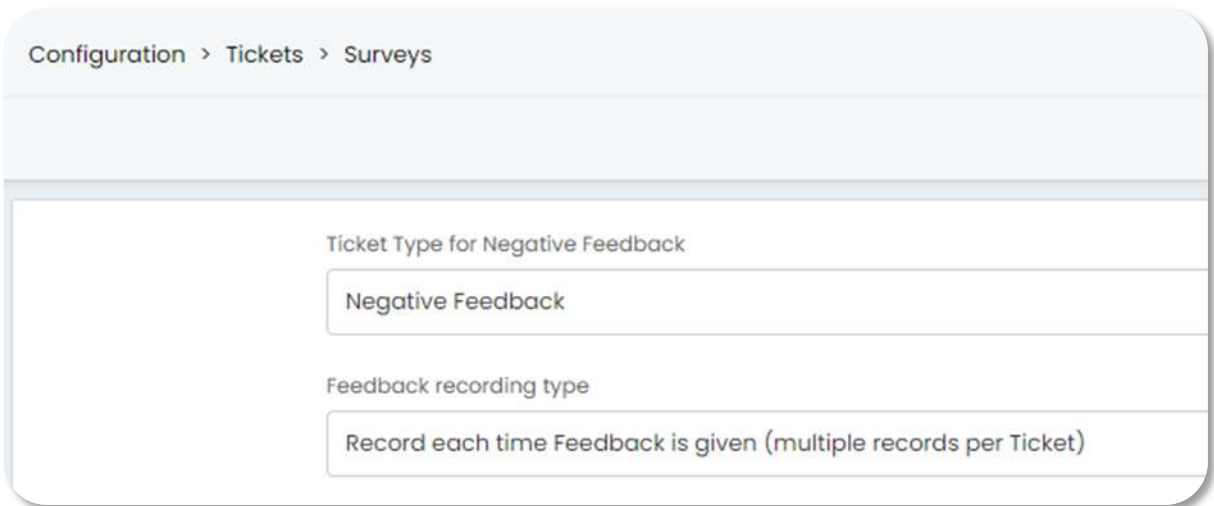 Configuration > Tickets > Surveys
Ticket Type for Negative Feedback
Negative Feedback
Feedback recording type
Record each time Feedback is given (multiple records per Ticket)